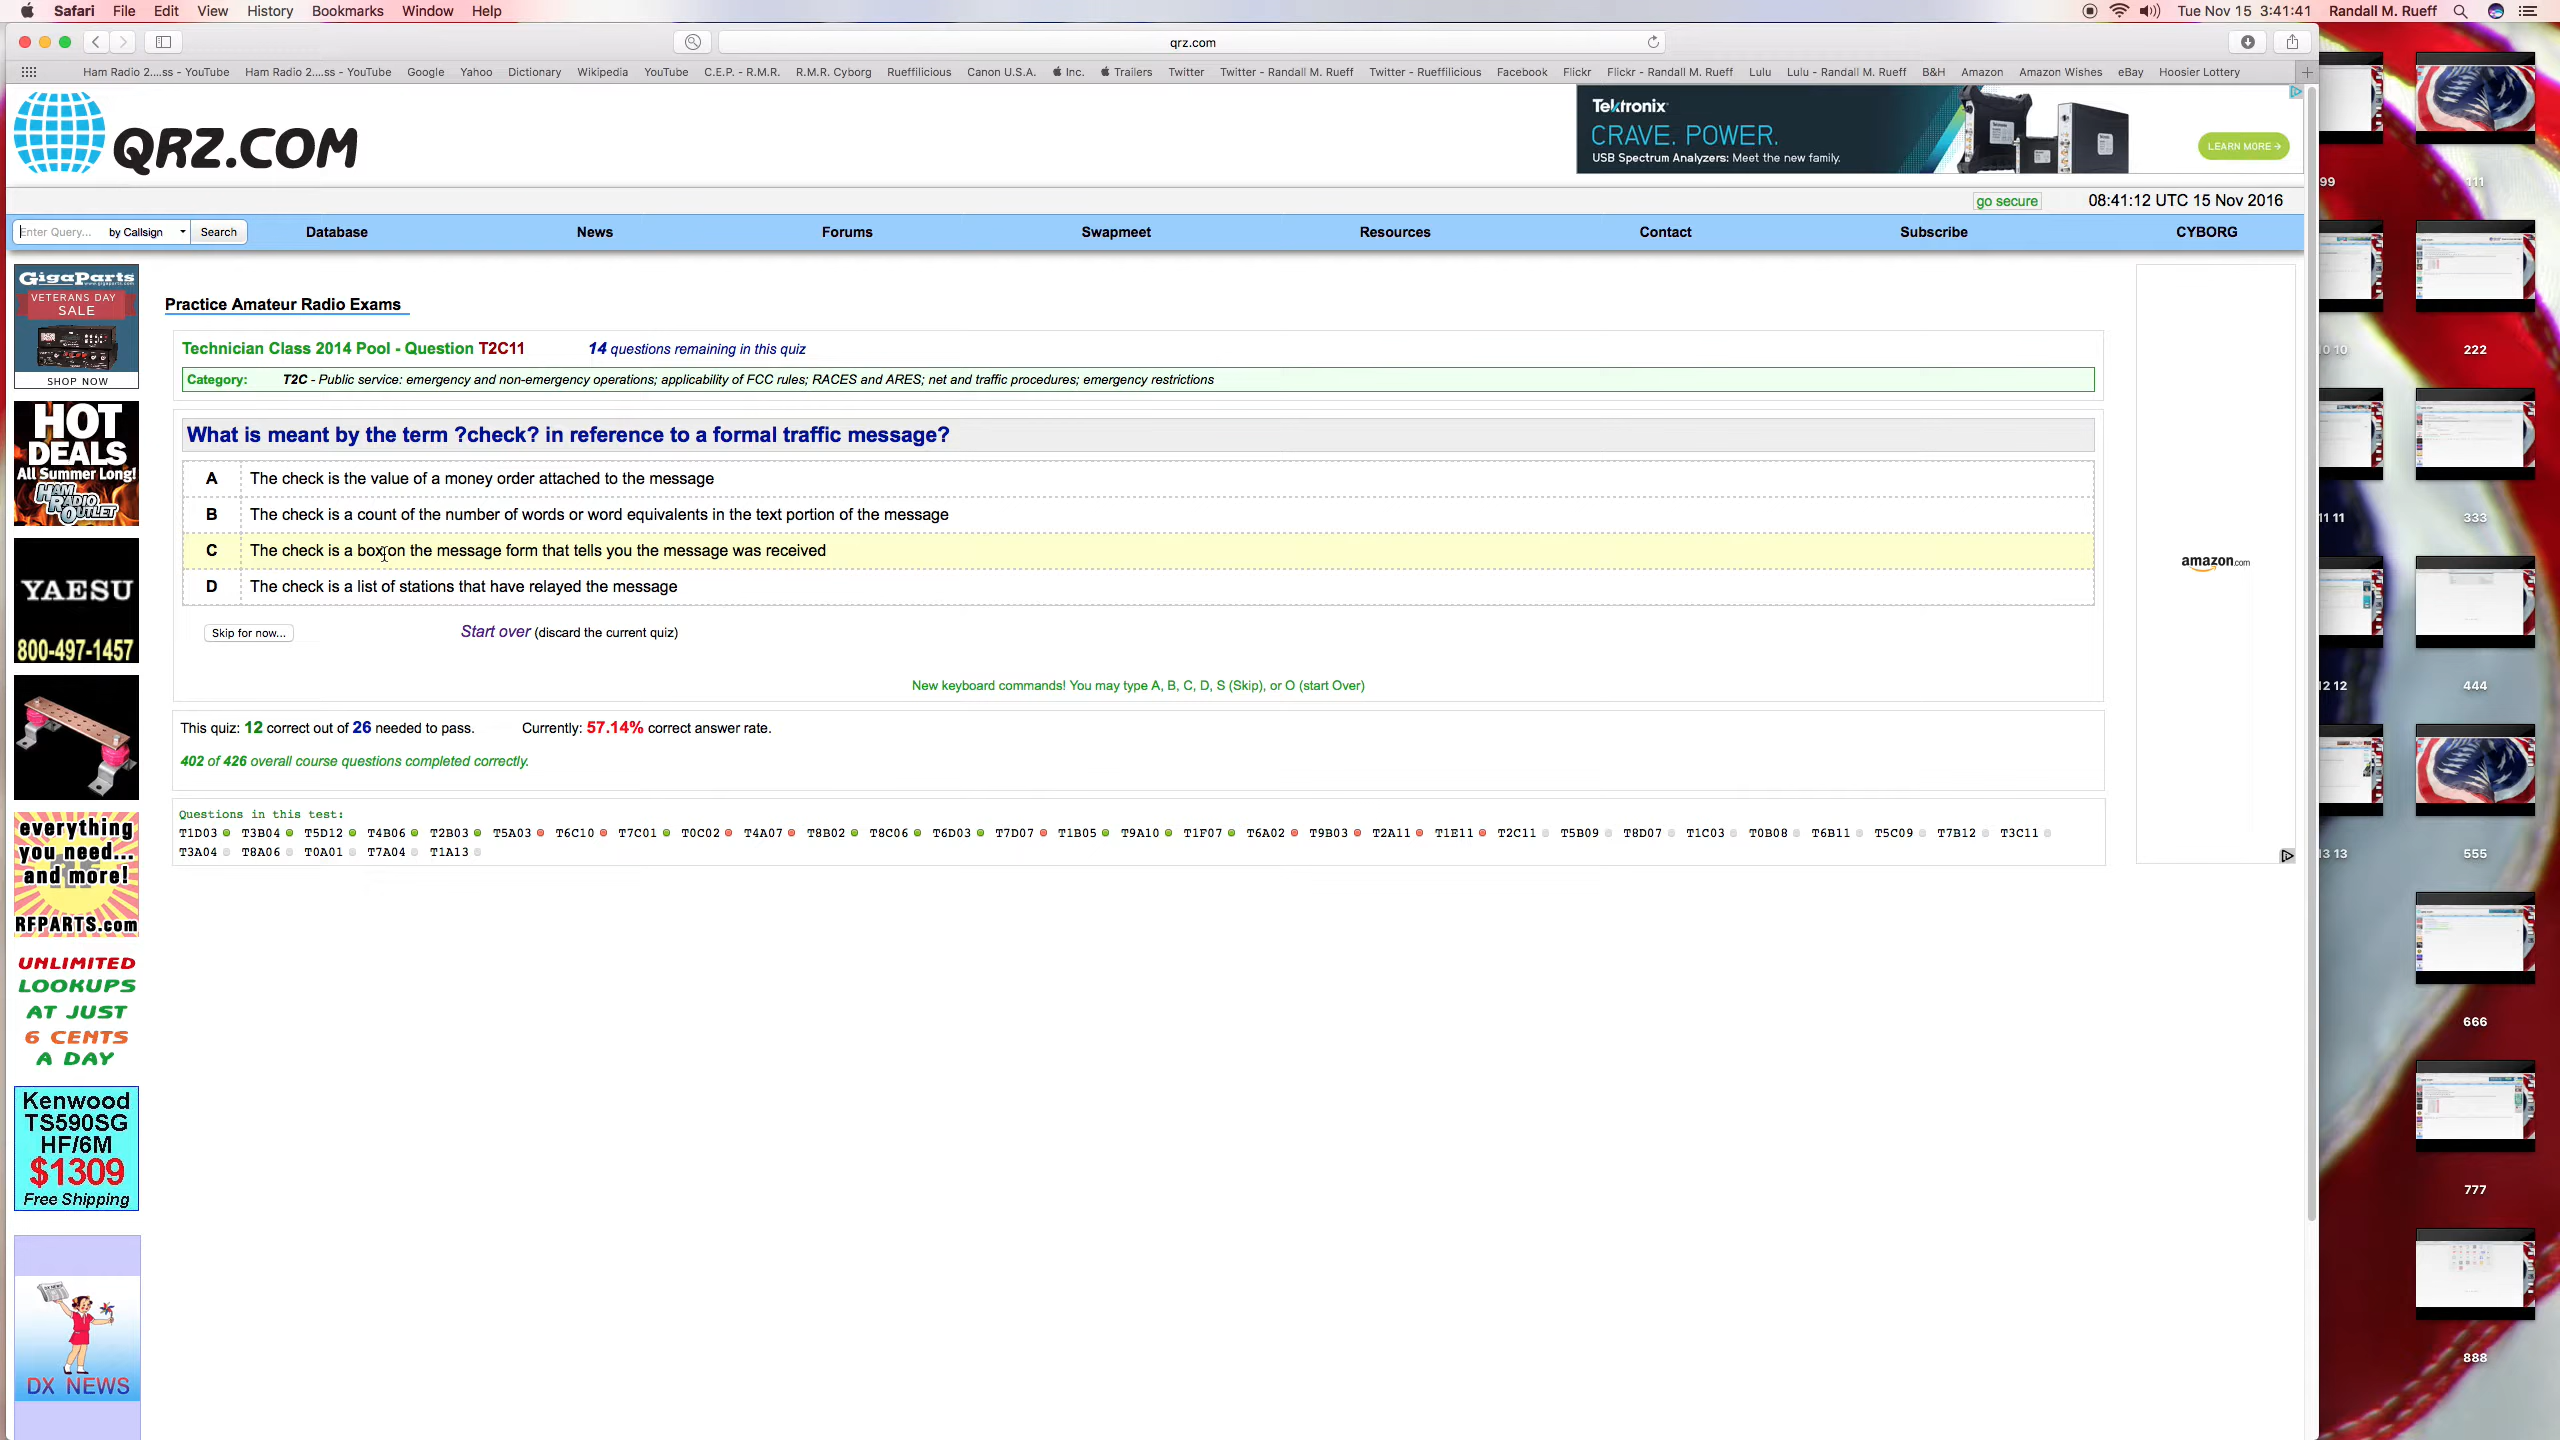 Safari File Edit View History Bookmarks Window Help
Tue Nov 15 3:41:41 Randall M. Rueff
qrz.com
Ham Radio 2....ss - YouTube Ham Radio 2....ss - YouTube Google Yahoo Dictionary Wikipedia YouTube C.E.P. - R.M.R. R.M.R. Cyborg Rueffilicious Canon U.S.A. Inc. Trailers Twitter Twitter - Randall M. Rueff Twitter - Rueffilicious Facebook Flickr Flickr - Randall M. Rueff Lulu Lulu - Randall M. Rueff B&H Amazon Amazon Wishes eBay Hoosier Lottery
QRZ.COM
Tektronix
CRAVE. POWER.
USB Spectrum Analyzers: Meet the new family.
LEARN MORE
go secure 08:41:12 UTC 15 Nov 2016
Enter Query... by Callsign Search Database News Forums Swapmeet Resources Contact Subscribe CYBORG
GigaParts
VETERANS DAY
SALE
SHOP NOW
HOT
DEALS
All Summer Long!
HAM RADIO OUTLET
YAESU
800-497-1457
everything
you need...
and more!
RFPARTS.com
UNLIMITED
LOOKUPS
AT JUST
6 CENTS
A DAY
Kenwood
TS590SG
HF/6M
$1309
Free Shipping
DX NEWS
Practice Amateur Radio Exams
Technician Class 2014 Pool - Question T2C11 14 questions remaining in this quiz
Category: T2C - Public service: emergency and non-emergency operations; applicability of FCC rules; RACES and ARES; net and traffic procedures; emergency restrictions
What is meant by the term ?check? in reference to a formal traffic message?
A The check is the value of a money order attached to the message
B The check is a count of the number of words or word equivalents in the text portion of the message
C The check is a box on the message form that tells you the message was received
D The check is a list of stations that have relayed the message
Skip for now... Start over (discard the current quiz)
New keyboard commands! You may type A, B, C, D, S (Skip), or O (start Over)
This quiz: 12 correct out of 26 needed to pass. Currently: 57.14% correct answer rate.
402 of 426 overall course questions completed correctly.
Questions in this test:
T1D03 T3B04 T5D12 T4B06 T2B03 T5A03 T6C10 T7C01 T0C02 T4A07 T8B02 T8C06 T6D03 T7D07 T1B05 T9A10 T1F07 T6A02 T9B03 T2A11 T1E11 T2C11 T5B09 T8D07 T1C03 T0B08 T6B11 T5C09 T7B12 T3C11
T3A04 T8A06 T0A01 T7A04 T1A13
amazon.com
99
10 10
11 11
12 12
13 13
111
222
333
444
555
666
777
888